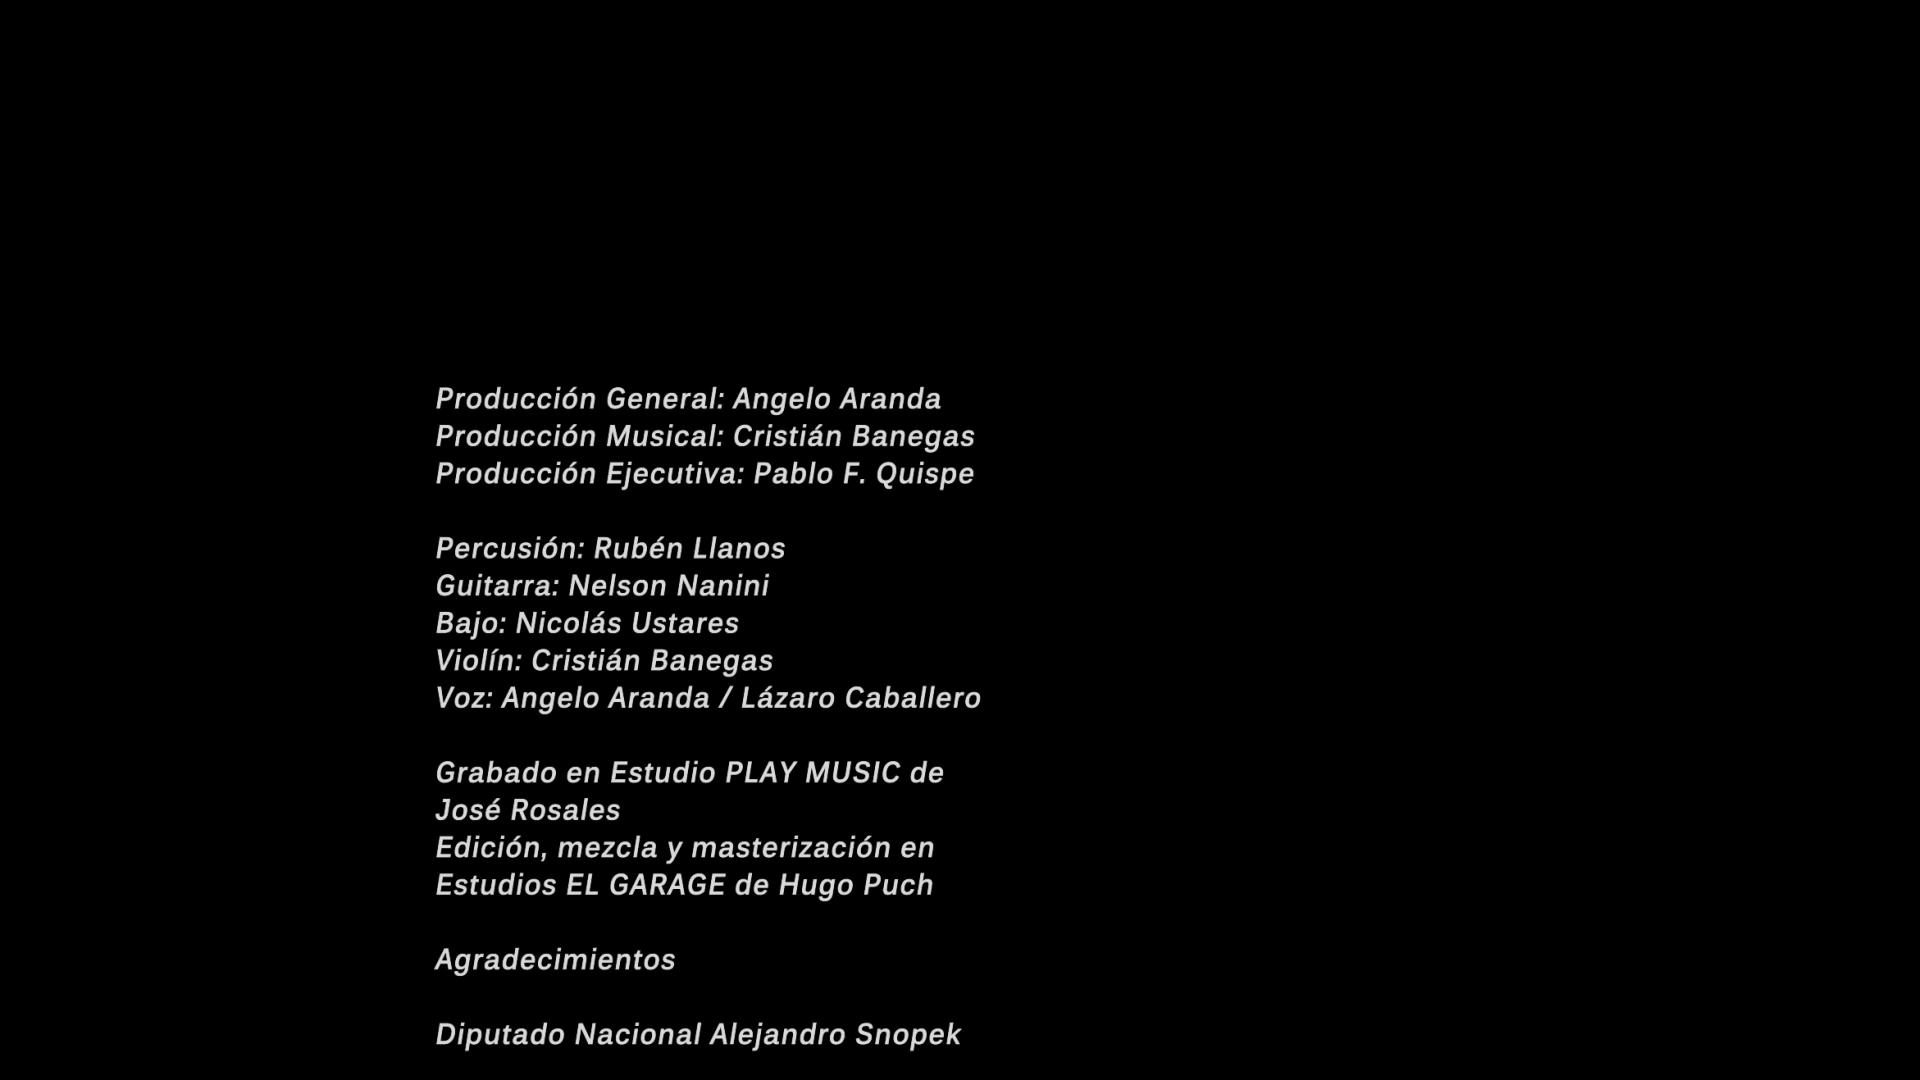 Producción General: Angelo Aranda
Producción Musical: Cristián Banegas
Producción Ejecutiva: Pablo F. Quispe
Percusión: Rubén Llanos
Guitarra: Nelson Nanini
Bajo: Nicolás Ustares
Violín: Cristián Banegas
Voz: Angelo Aranda / Lázaro Caballero
Grabado en Estudio PLAY MUSIC de
José Rosales
Edición, mezcla y masterización en
Estudios EL GARAGE de Hugo Puch
Agradecimientos
Diputado Nacional Alejandro Snopek